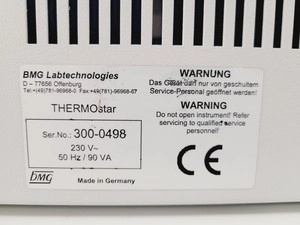 BMG Labtechnologies
D – 77656 Offenburg
Tel:+49(781)-96968-0 Fax:+49(781)-96968-67
THERMOstar
Ser.No.: 300-0498
230 V~
50 Hz / 90 VA
bmg
Made in Germany
WARNUNG
Das Gerät darf nur von geschultem
Service-Personal geöffnet werden!
WARNING
Do not open instrument! Refer
servicing to qualified service
personnel!
CE